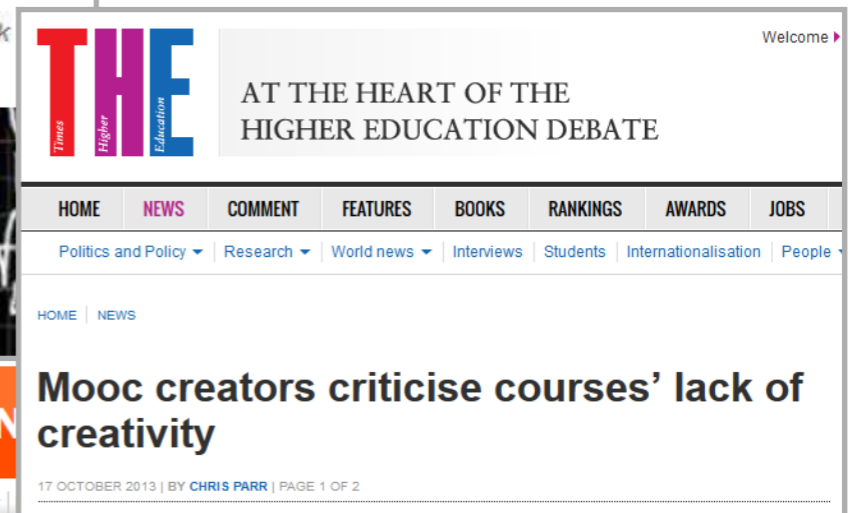 k
Welcome
THE
Times Higher Education
AT THE HEART OF THE
HIGHER EDUCATION DEBATE
HOME NEWS COMMENT FEATURES BOOKS RANKINGS AWARDS JOBS
Politics and Policy Research World news Interviews Students Internationalisation People
HOME NEWS
Mooc creators criticise courses’ lack of
creativity
N
17 OCTOBER 2013 | BY CHRIS PARR | PAGE 1 OF 2